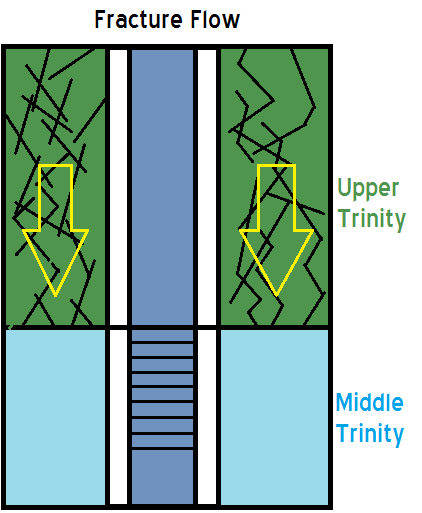 Fracture Flow
Upper
Trinity
Middle
Trinity